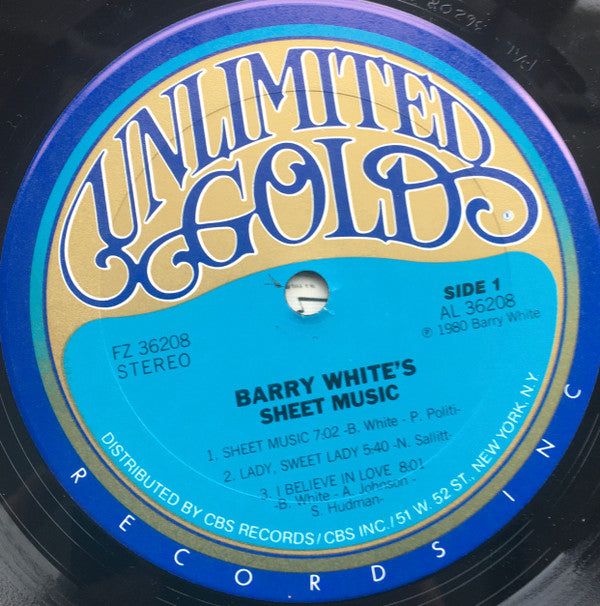 UNLIMITED
GOLD
FZ 36208
STEREO
SIDE 1
AL 36208
℗ 1980 Barry White
BARRY WHITE'S
SHEET MUSIC
1. SHEET MUSIC 7:02 -B. White - P. Politi-
2. LADY, SWEET LADY 5:40 -N. Sallitt-
3. I BELIEVE IN LOVE 8:01
-B. White - A. Johnson -
S. Hudman-
DISTRIBUTED BY CBS RECORDS/CBS INC./51 W. 52 ST., NEW YORK, N.Y.
RECORDS INC